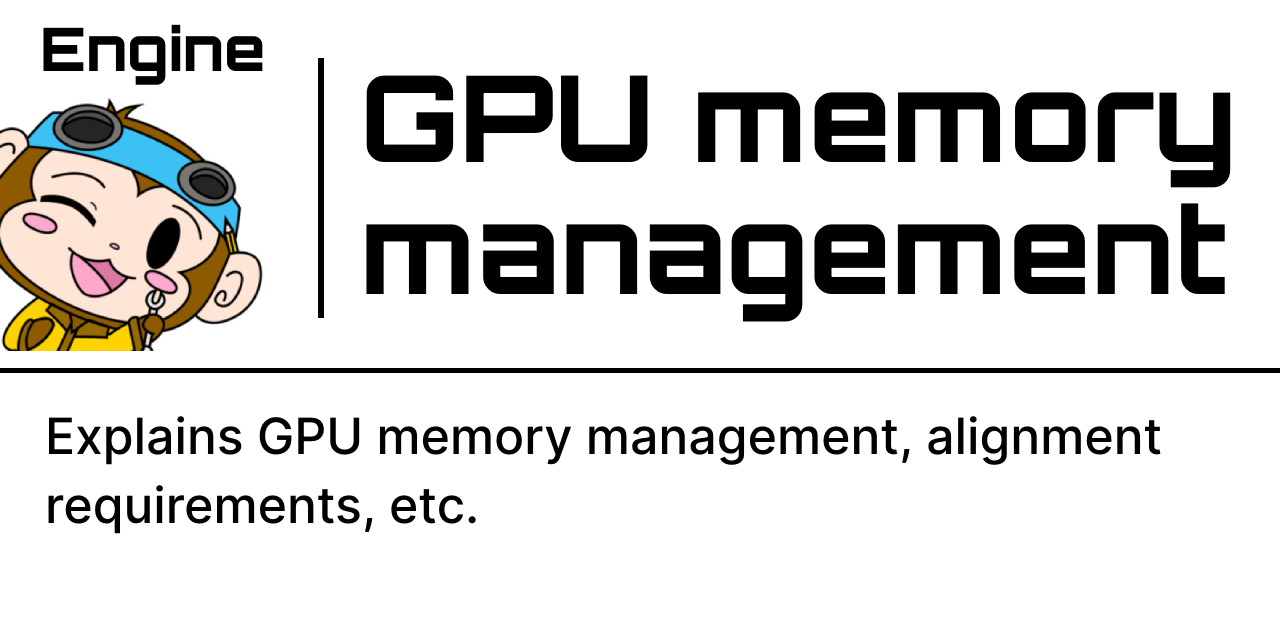 Engine
GPU memory
management
Explains GPU memory management, alignment
requirements, etc.